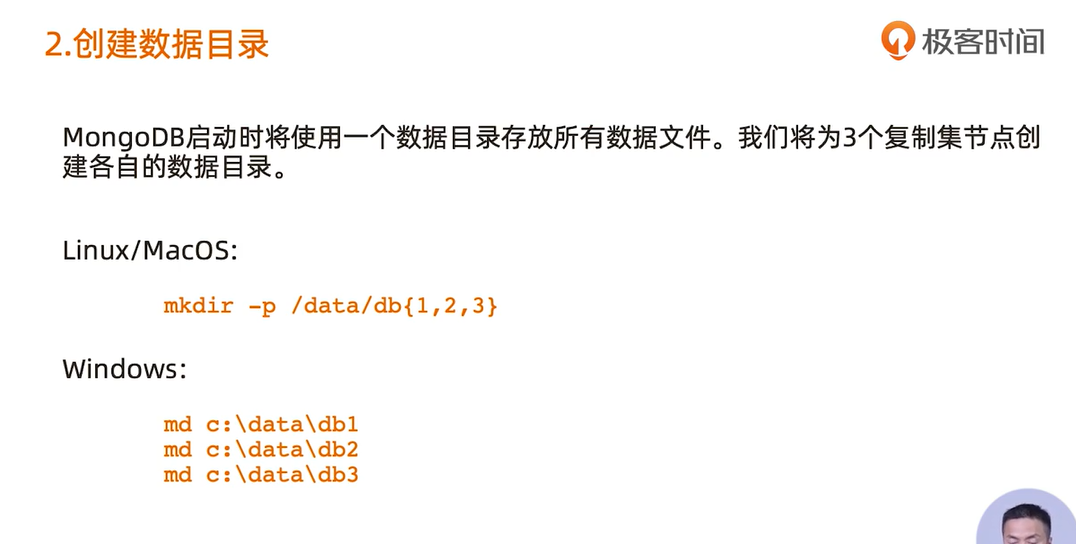 2.创建数据目录
极客时间
MongoDB启动时将使用一个数据目录存放所有数据文件。我们将为3个复制集节点创
建各自的数据目录。
Linux/MacOS:
mkdir -p /data/db{1,2,3}
Windows:
md c:\data\db1
md c:\data\db2
md c:\data\db3